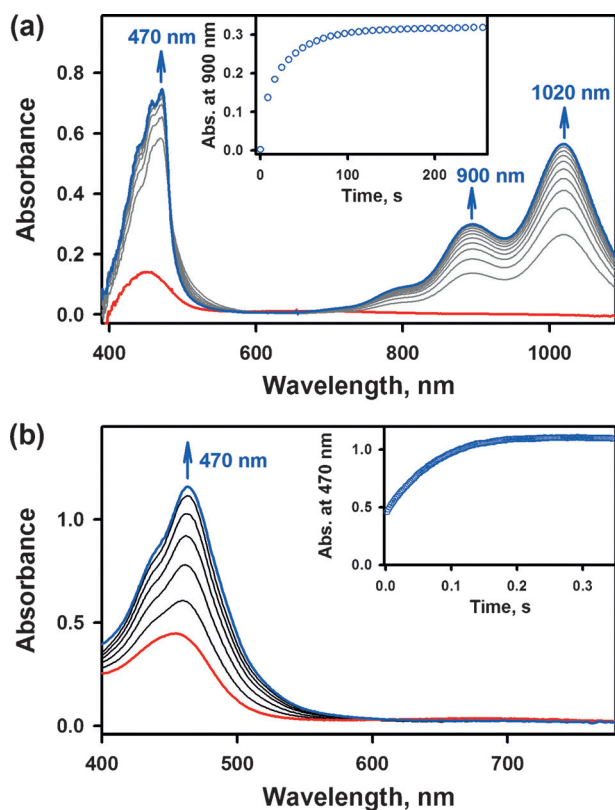 (a)
470 nm
Absorbance
0.8
0.6
0.4
0.2
0.0
400 600 800 1000
Wavelength, nm
Abs. at 900 nm
0.3
0.2
0.1
0.0
0 100 200
Time, s
900 nm
1020 nm
(b)
470 nm
Absorbance
1.0
0.5
0.0
400 500 600 700
Wavelength, nm
Abs. at 470 nm
1.0
0.5
0.0
0.0 0.1 0.2 0.3
Time, s